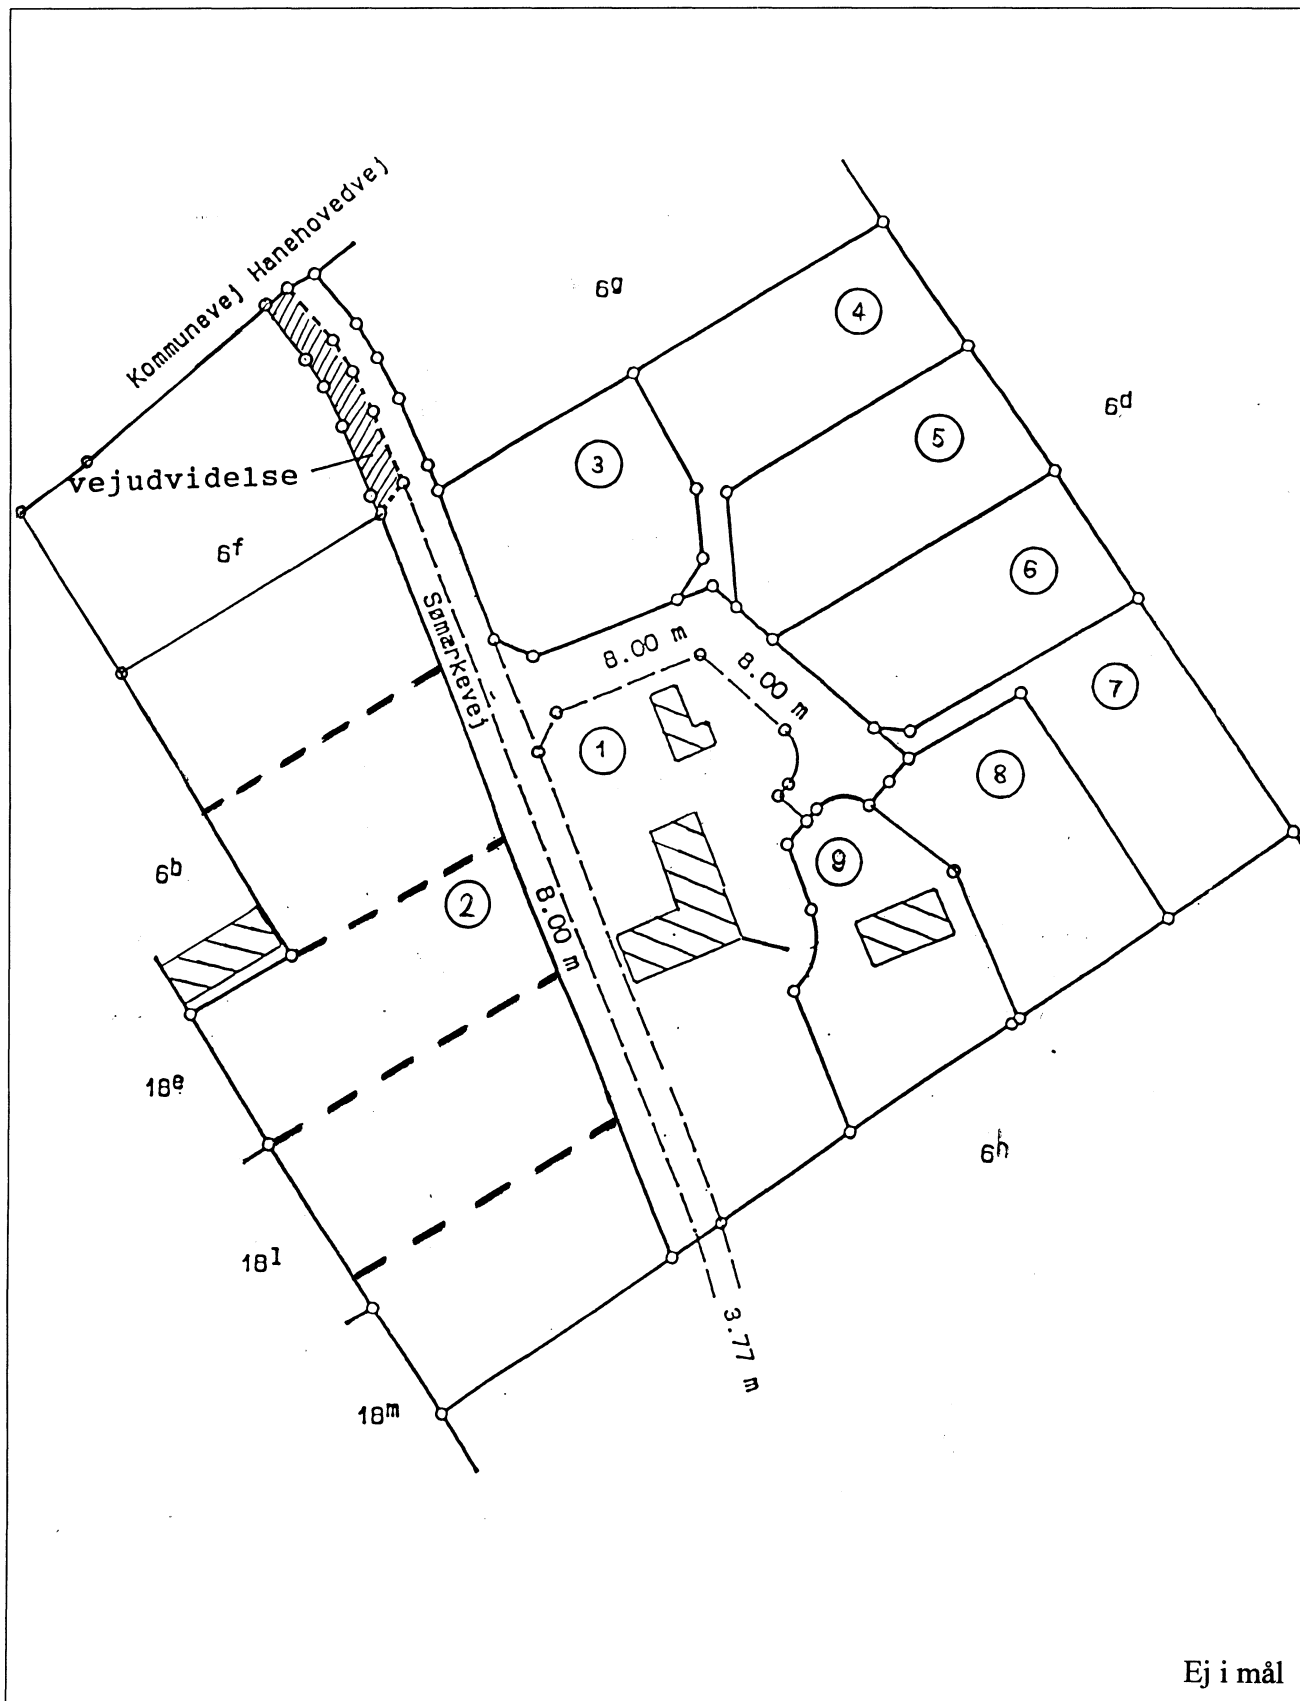 Kommunevej Hanehovedvej
6g
4
6d
5
3
vejudvidelse
6f
6
Sømærkevej
8.00 m
8.00 m
7
1
8
9
6b
2
8.00 m
18e
6h
18l
3.77 m
18m
Ej i mål